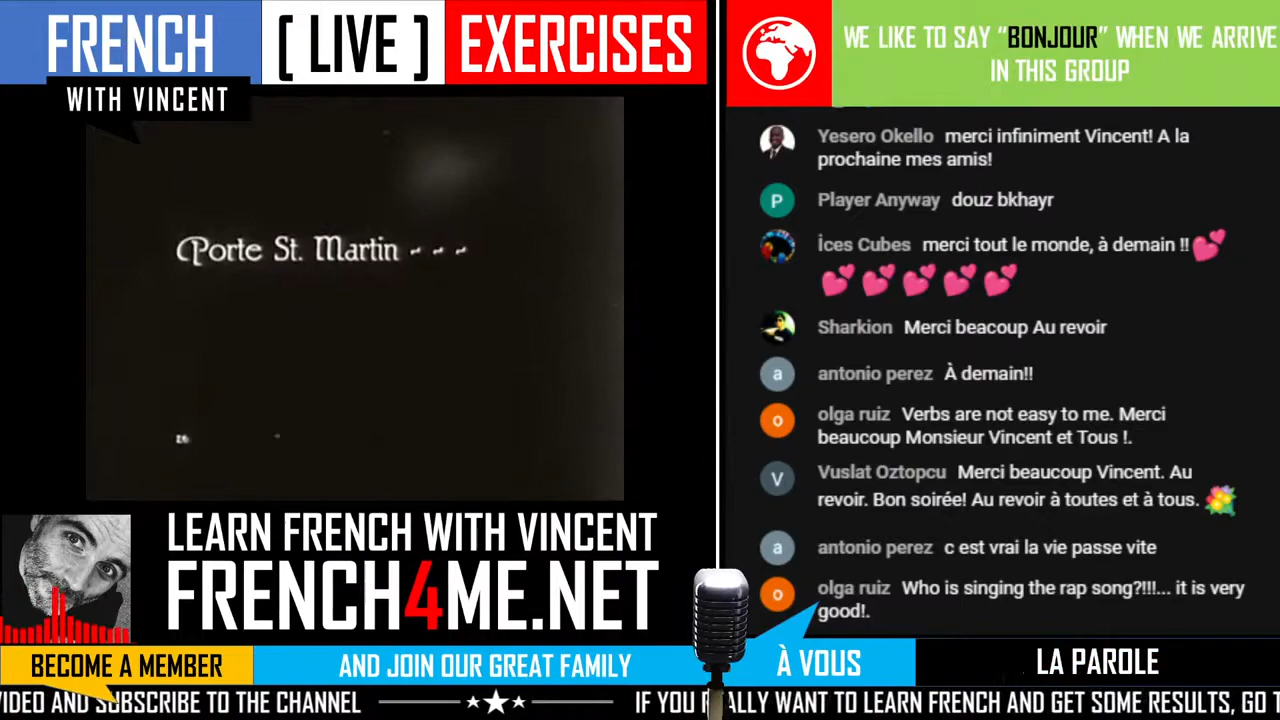 FRENCH
[ LIVE ]
EXERCISES
WITH VINCENT
WE LIKE TO SAY “BONJOUR” WHEN WE ARRIVE
IN THIS GROUP
Porte St. Martin - - -
26
Yesero Okello merci infiniment Vincent! A la
prochaine mes amis!
P
Player Anyway douz bkhayr
İces Cubes merci tout le monde, à demain !!💕
💕💕💕💕💕
Sharkion Merci beacoup Au revoir
a
antonio perez À demain!!
o
olga ruiz Verbs are not easy to me. Merci
beaucoup Monsieur Vincent et Tous !.
V
Vuslat Oztopcu Merci beaucoup Vincent. Au
revoir. Bon soirée! Au revoir à toutes et à tous. 💐
a
antonio perez c est vrai la vie passe vite
o
olga ruiz Who is singing the rap song?!!!... it is very
good!.
LEARN FRENCH WITH VINCENT
FRENCH4ME.NET
BECOME A MEMBER
AND JOIN OUR GREAT FAMILY
À VOUS
LA PAROLE
VIDEO AND SUBSCRIBE TO THE CHANNEL
IF YOU REALLY WANT TO LEARN FRENCH AND GET SOME RESULTS, GO T